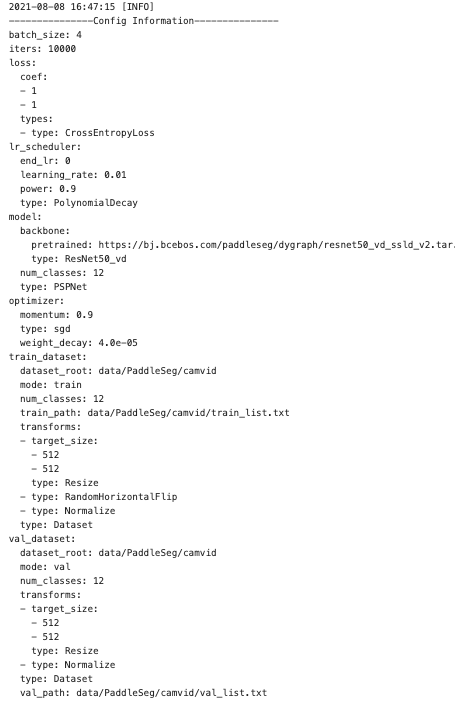 2021-08-08 16:47:15 [INFO]
---------------Config Information---------------
batch_size: 4
iters: 10000
loss:
  coef:
  - 1
  - 1
  types:
  - type: CrossEntropyLoss
lr_scheduler:
  end_lr: 0
  learning_rate: 0.01
  power: 0.9
  type: PolynomialDecay
model:
  backbone:
    pretrained: https://bj.bcebos.com/paddleseg/dygraph/resnet50_vd_ssld_v2.tar.
    type: ResNet50_vd
  num_classes: 12
  type: PSPNet
optimizer:
  momentum: 0.9
  type: sgd
  weight_decay: 4.0e-05
train_dataset:
  dataset_root: data/PaddleSeg/camvid
  mode: train
  num_classes: 12
  train_path: data/PaddleSeg/camvid/train_list.txt
  transforms:
  - target_size:
    - 512
    - 512
    type: Resize
  - type: RandomHorizontalFlip
  - type: Normalize
  type: Dataset
val_dataset:
  dataset_root: data/PaddleSeg/camvid
  mode: val
  num_classes: 12
  transforms:
  - target_size:
    - 512
    - 512
    type: Resize
  - type: Normalize
  type: Dataset
  val_path: data/PaddleSeg/camvid/val_list.txt